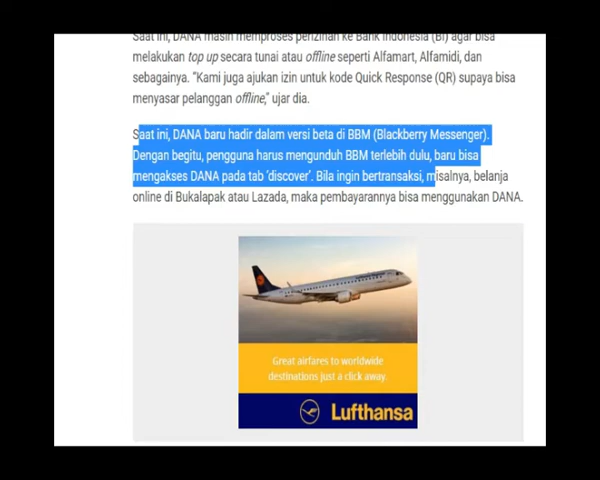 Saat ini, DANA masih memproses perizinan ke Bank Indonesia (BI) agar bisa
melakukan top up secara tunai atau offline seperti Alfamart, Alfamidi, dan
sebagainya. “Kami juga ajukan izin untuk kode Quick Response (QR) supaya bisa
menyasar pelanggan offline,” ujar dia.
Saat ini, DANA baru hadir dalam versi beta di BBM (Blackberry Messenger).
Dengan begitu, pengguna harus mengunduh BBM terlebih dulu, baru bisa
mengakses DANA pada tab ‘discover’. Bila ingin bertransaksi, misalnya, belanja
online di Bukalapak atau Lazada, maka pembayarannya bisa menggunakan DANA.
Great airfares to worldwide
destinations just a click away.
Lufthansa